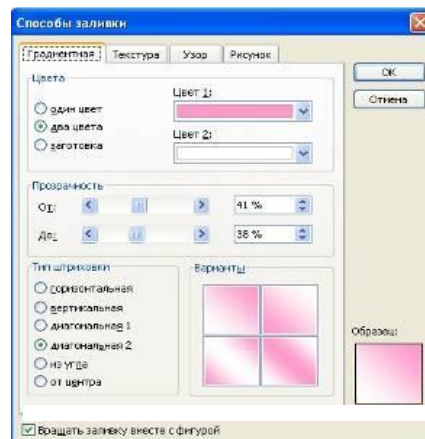 Способы заливки
Градиентная Текстура Узор Рисунок
Цвета
один цвет
два цвета
заготовка
Цвет 1:
Цвет 2:
ОК
Отмена
Прозрачность
От: 41 %
До: 38 %
Тип штриховки
горизонтальная
вертикальная
диагональная 1
диагональная 2
из угла
от центра
Варианты
Образец:
Вращать заливку вместе с фигурой